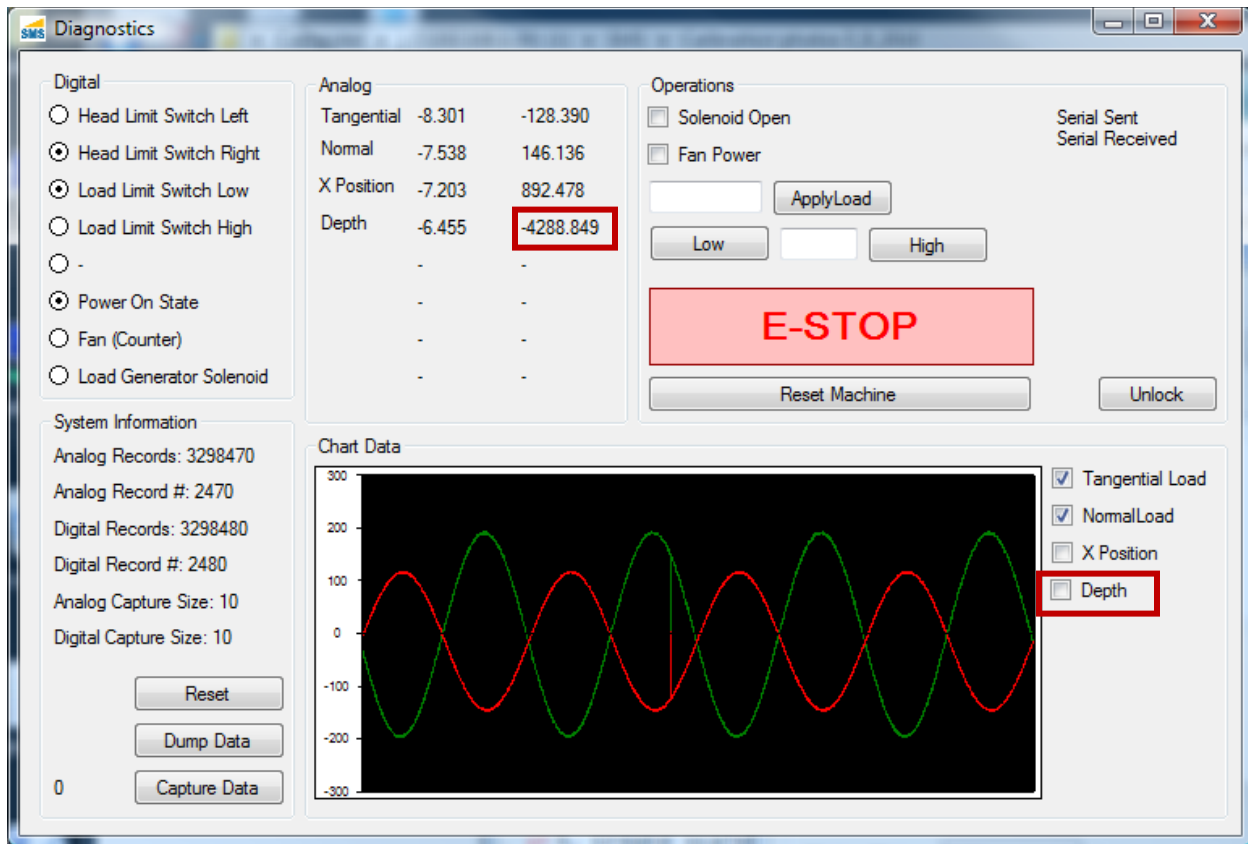 SMS Diagnostics
Digital
Head Limit Switch Left
Head Limit Switch Right
Load Limit Switch Low
Load Limit Switch High
-
Power On State
Fan (Counter)
Load Generator Solenoid
Analog
Tangential -8.301 -128.390
Normal -7.538 146.136
X Position -7.203 892.478
Depth -6.455 -4288.849
- -
- -
- -
- -
Operations
Solenoid Open
Fan Power
ApplyLoad
Low High
E-STOP
Reset Machine
Serial Sent
Serial Received
Unlock
System Information
Analog Records: 3298470
Analog Record #: 2470
Digital Records: 3298480
Digital Record #: 2480
Analog Capture Size: 10
Digital Capture Size: 10
Reset
Dump Data
0 Capture Data
Chart Data
300
200
100
0
-100
-200
-300
Tangential Load
NormalLoad
X Position
Depth